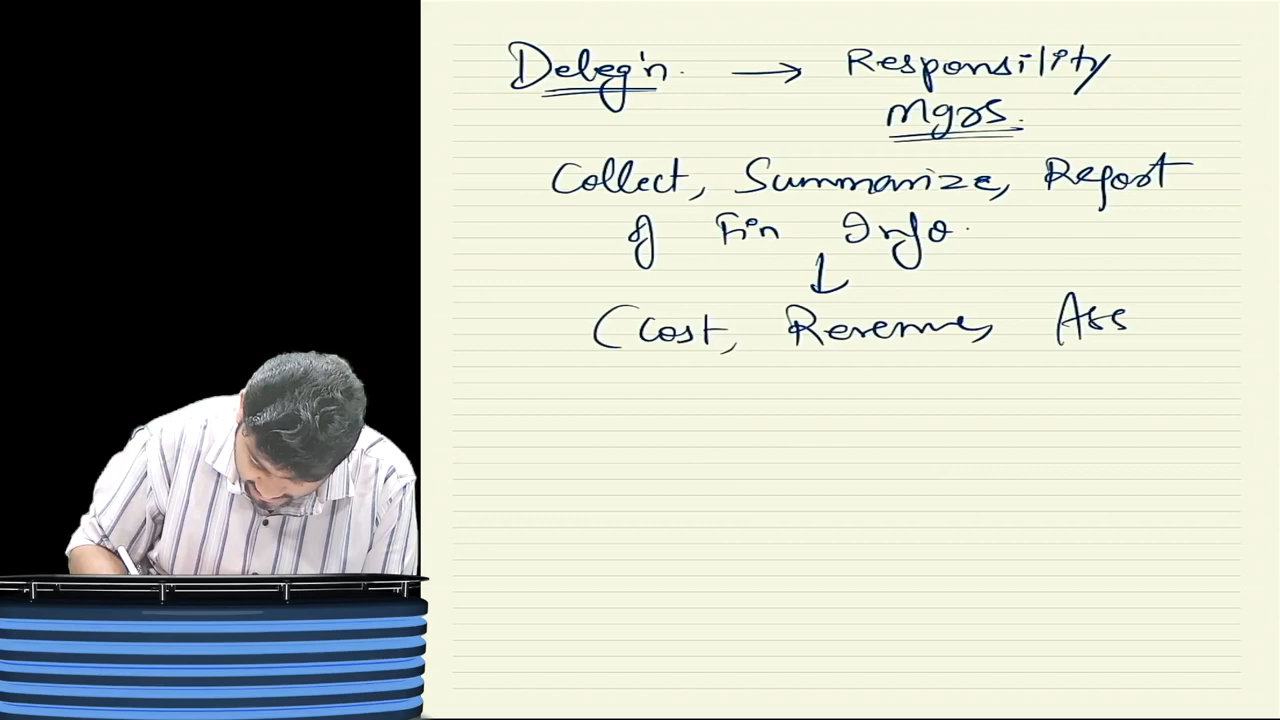 Deleg'n. → Responsility
Mgrs.
Collect, Summarize, Report
of Fin Info.
↓
(Cost, Revenue, Ass